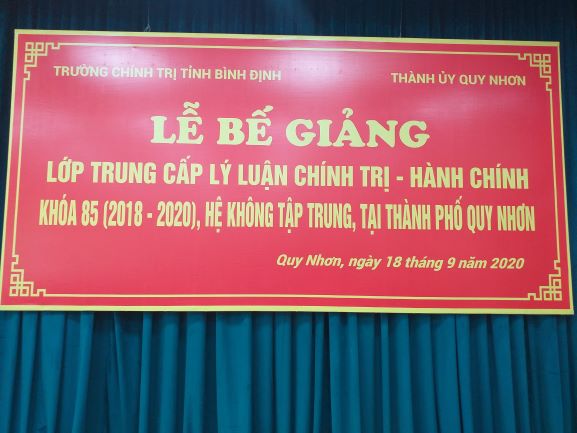 TRƯỜNG CHÍNH TRỊ TỈNH BÌNH ĐỊNH
THÀNH ỦY QUY NHƠN
LỄ BẾ GIẢNG
LỚP TRUNG CẤP LÝ LUẬN CHÍNH TRỊ - HÀNH CHÍNH
KHÓA 85 (2018 - 2020), HỆ KHÔNG TẬP TRUNG, TẠI THÀNH PHỐ QUY NHƠN
Quy Nhơn, ngày 18 tháng 9 năm 2020